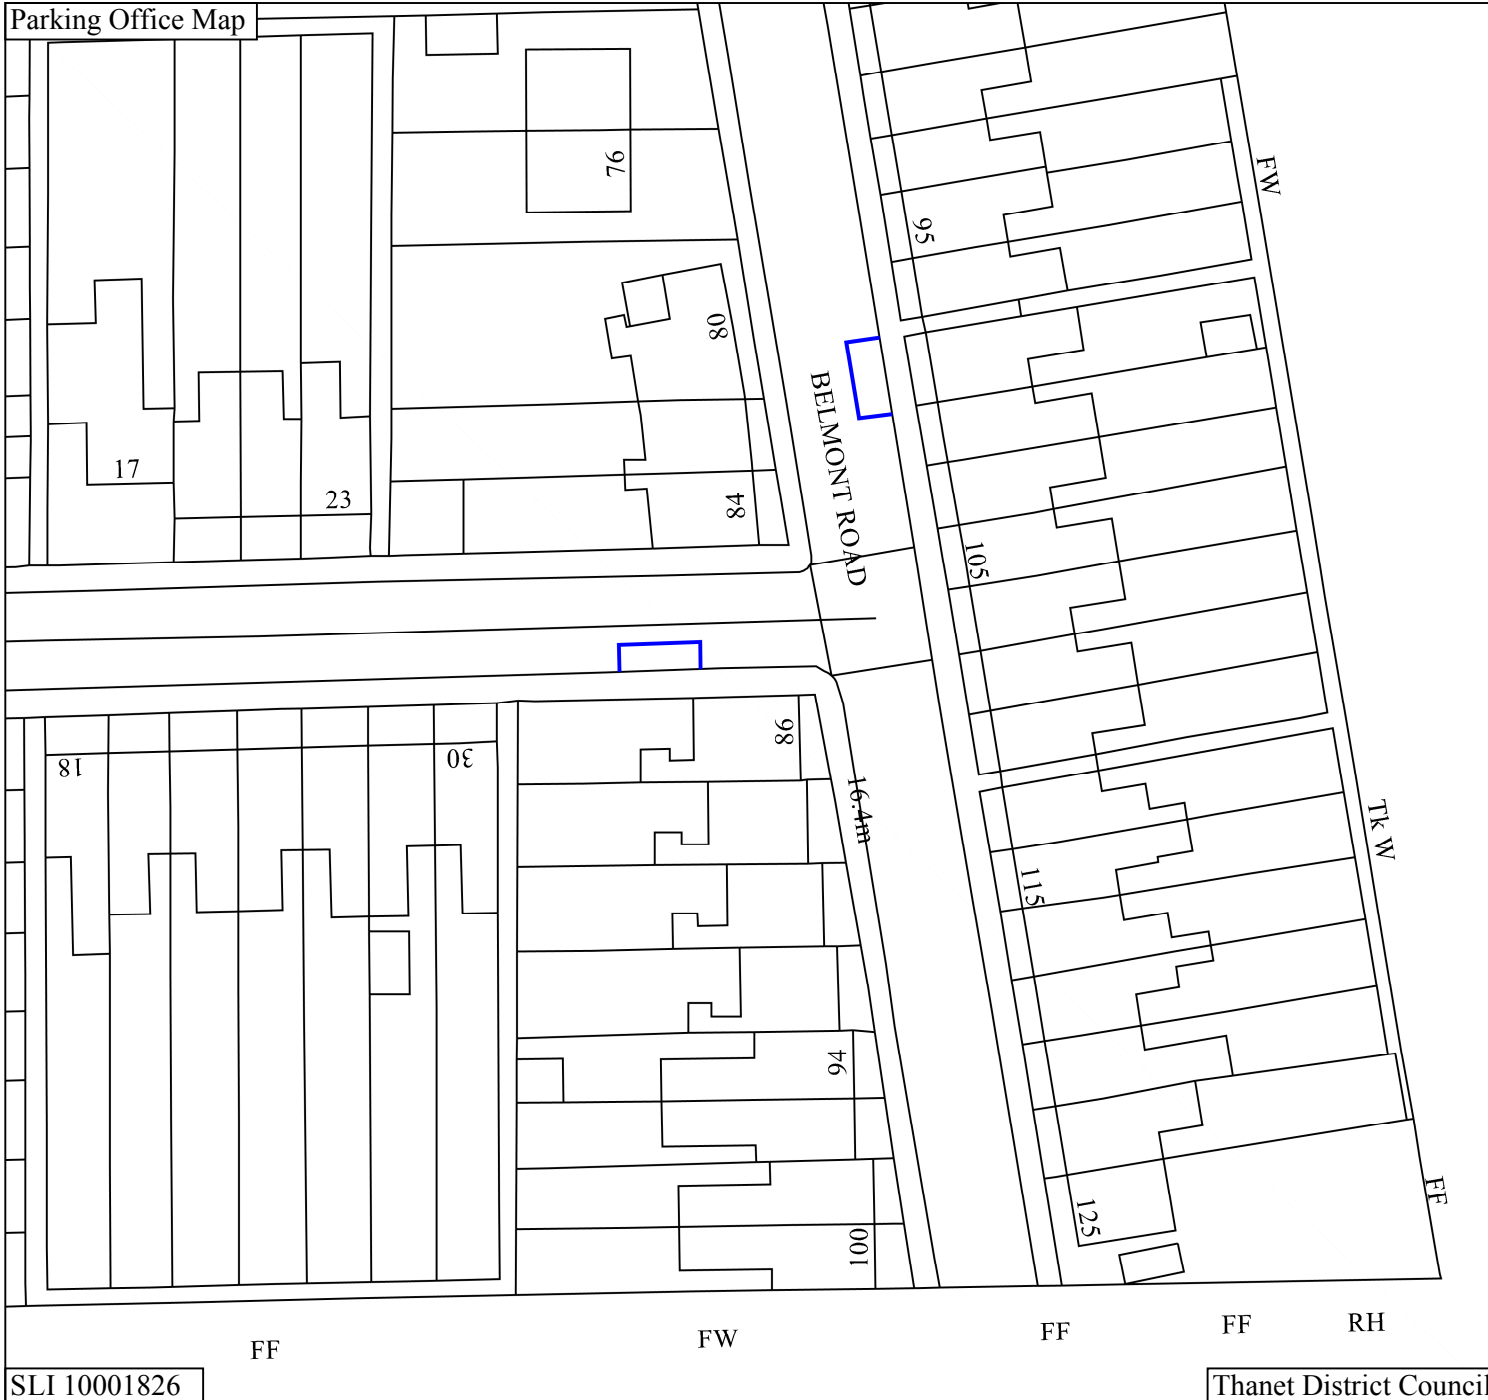 Parking Office Map
76
FW
95
80
BELMONT ROAD
17
23
84
105
86
18
30
16.4m
Tk W
115
94
FF
125
100
FF
FW
FF
FF
RH
SLI 10001826
Thanet District Council